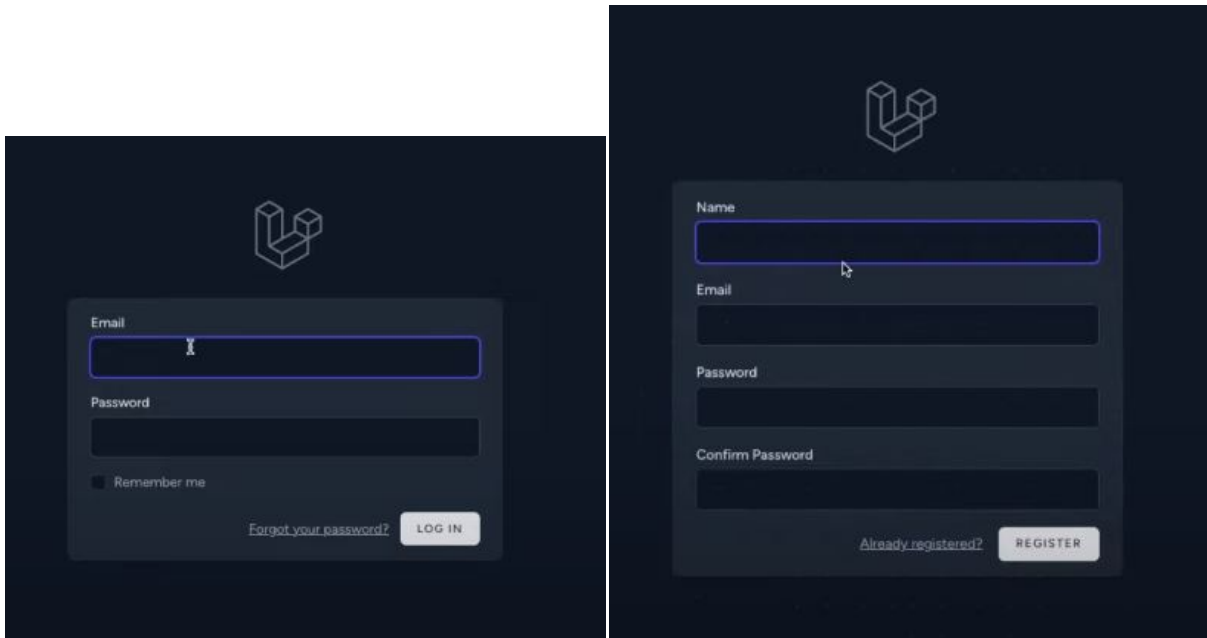 Email
Password
Remember me
Forgot your password? LOG IN
Name
Email
Password
Confirm Password
Already registered? REGISTER